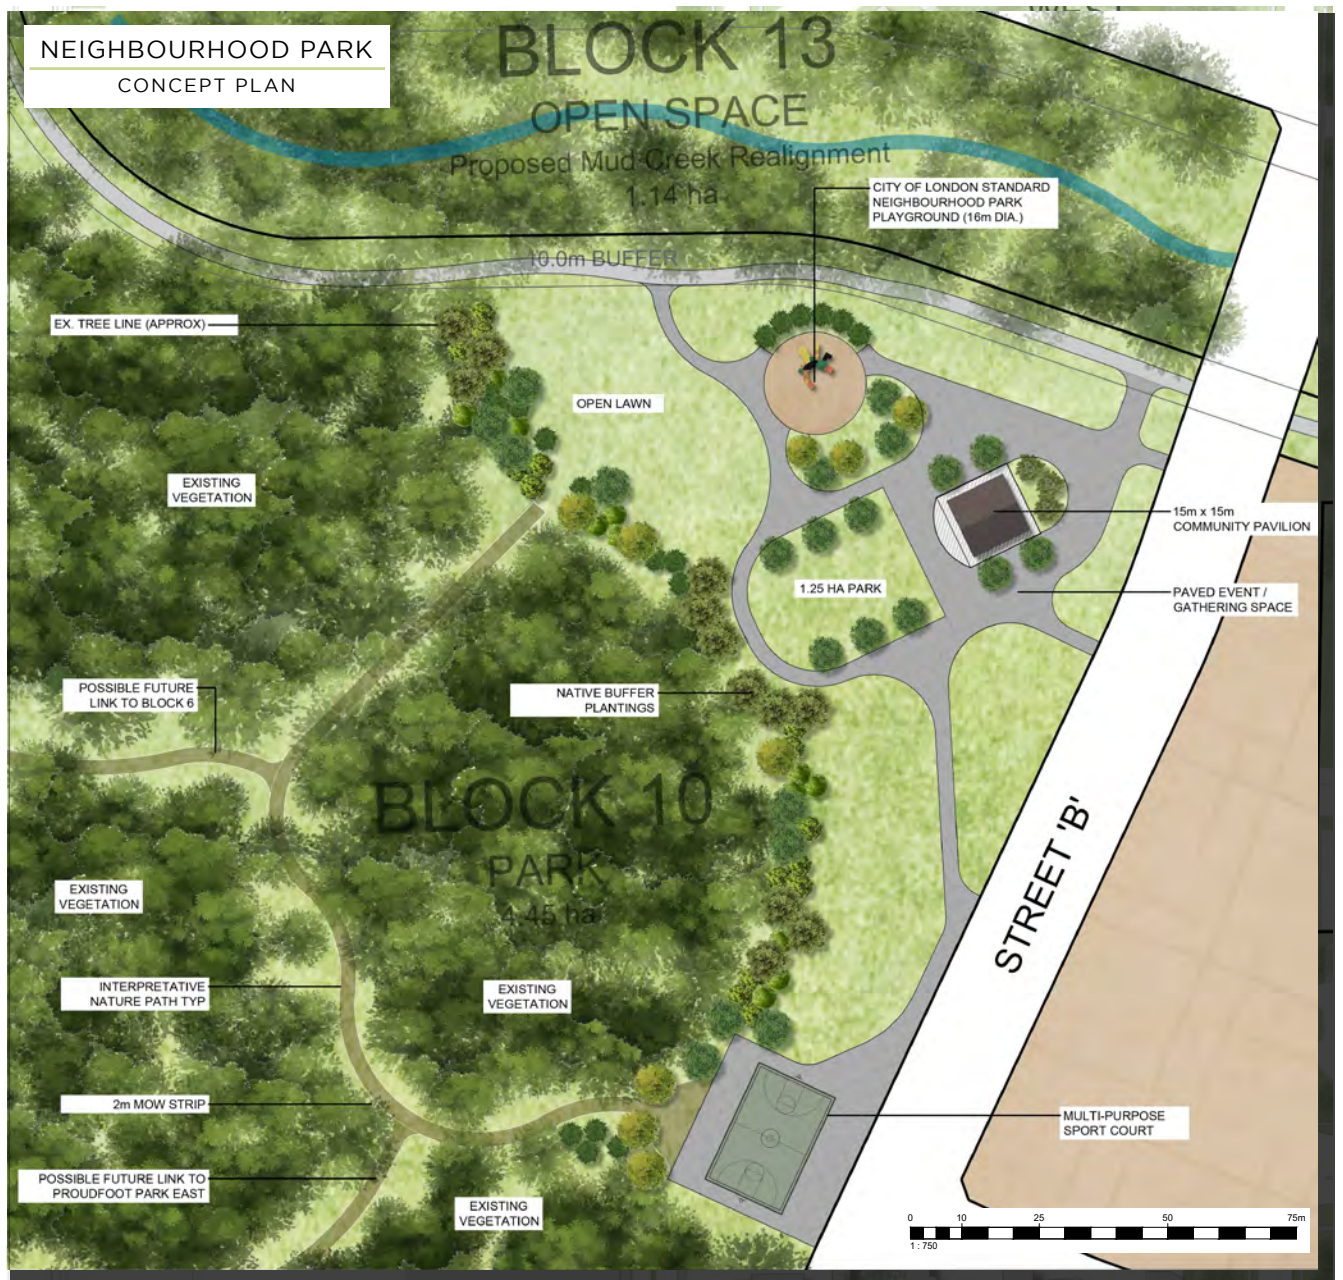 NEIGHBOURHOOD PARK
CONCEPT PLAN
BLOCK 13
OPEN SPACE
Proposed Mud Creek Realignment
1.14 ha
CITY OF LONDON STANDARD
NEIGHBOURHOOD PARK
PLAYGROUND (16m DIA.)
10.0m BUFFER
EX. TREE LINE (APPROX)
OPEN LAWN
EXISTING
VEGETATION
15m x 15m
COMMUNITY PAVILION
1.25 HA PARK
PAVED EVENT /
GATHERING SPACE
POSSIBLE FUTURE
LINK TO BLOCK 6
NATIVE BUFFER
PLANTINGS
BLOCK 10
PARK
4.45 ha
STREET 'B'
EXISTING
VEGETATION
INTERPRETATIVE
NATURE PATH TYP
EXISTING
VEGETATION
2m MOW STRIP
MULTI-PURPOSE
SPORT COURT
POSSIBLE FUTURE LINK TO
PROUDFOOT PARK EAST
EXISTING
VEGETATION
0 10 25 50 75m
1 : 750